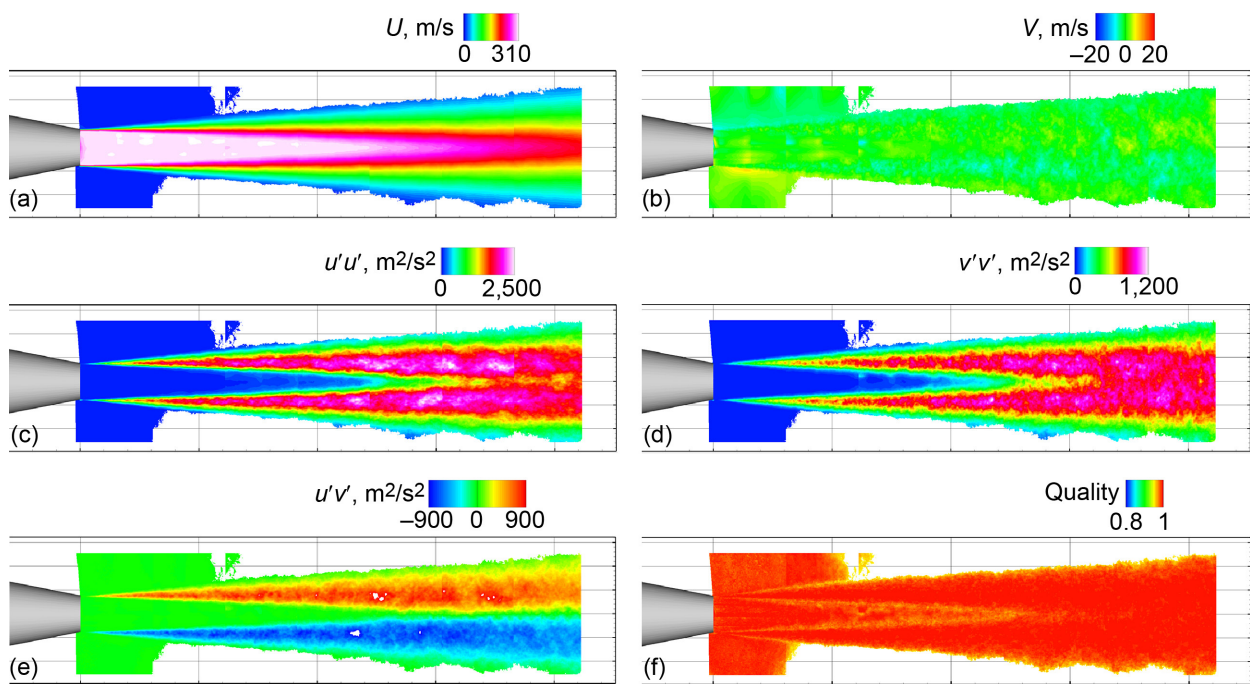 U, m/s
0 310
V, m/s
–20 0 20
(a)
(b)
u′u′, m2/s2
0 2,500
v′v′, m2/s2
0 1,200
(c)
(d)
u′v′, m2/s2
–900 0 900
Quality
0.8 1
(e)
(f)